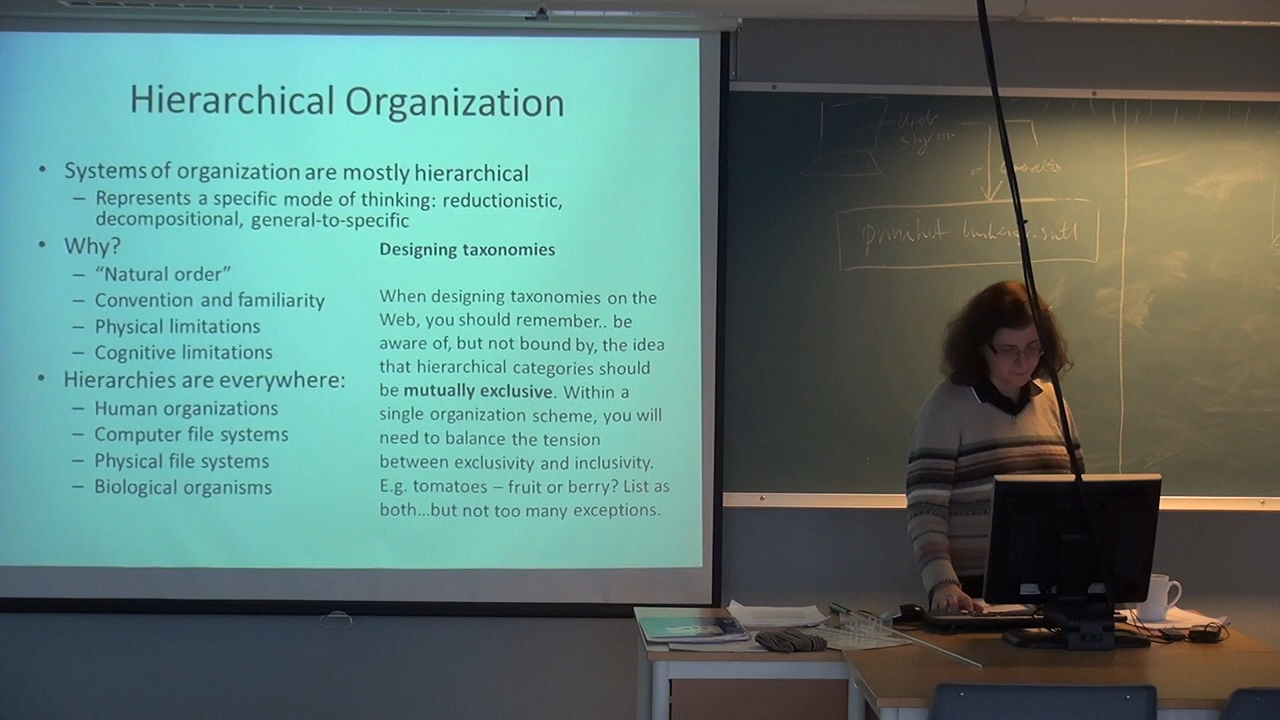 Hierarchical Organization
• Systems of organization are mostly hierarchical
– Represents a specific mode of thinking: reductionistic,
decompositional, general-to-specific
• Why?
– “Natural order”
– Convention and familiarity
– Physical limitations
– Cognitive limitations
• Hierarchies are everywhere:
– Human organizations
– Computer file systems
– Physical file systems
– Biological organisms
Designing taxonomies
When designing taxonomies on the
Web, you should remember.. be
aware of, but not bound by, the idea
that hierarchical categories should
be mutually exclusive. Within a
single organization scheme, you will
need to balance the tension
between exclusivity and inclusivity.
E.g. tomatoes – fruit or berry? List as
both...but not too many exceptions.